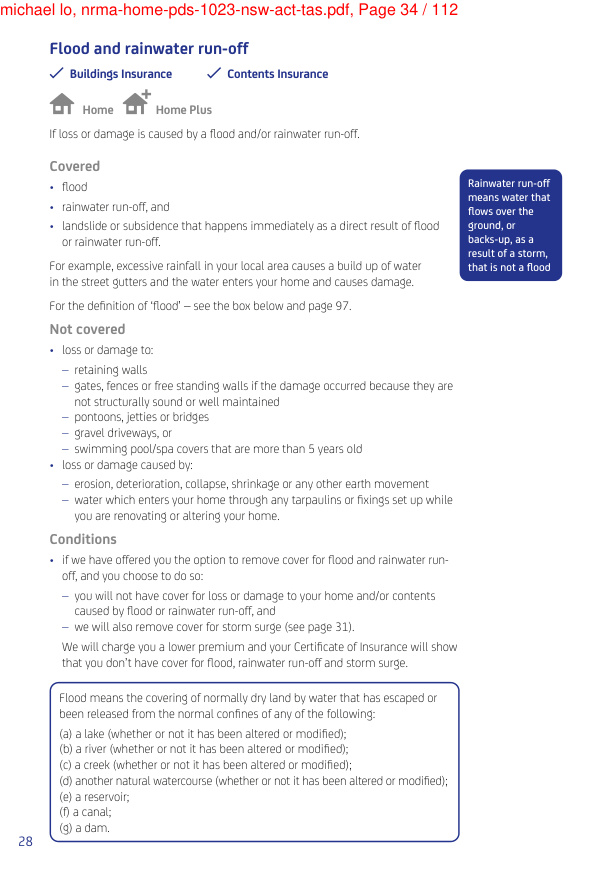 michael lo, nrma-home-pds-1023-nsw-act-tas.pdf, Page 34 / 112
Flood and rainwater run-off
Buildings Insurance
Contents Insurance
Home
Home Plus
If loss or damage is caused by a flood and/or rainwater run-off.
Covered
• flood
• rainwater run-off, and
• landslide or subsidence that happens immediately as a direct result of flood
or rainwater run-off.
For example, excessive rainfall in your local area causes a build up of water
in the street gutters and the water enters your home and causes damage.
For the definition of ‘flood’ – see the box below and page 97.
Rainwater run-off
means water that
flows over the
ground, or
backs-up, as a
result of a storm,
that is not a flood
Not covered
• loss or damage to:
– retaining walls
– gates, fences or free standing walls if the damage occurred because they are
not structurally sound or well maintained
– pontoons, jetties or bridges
– gravel driveways, or
– swimming pool/spa covers that are more than 5 years old
• loss or damage caused by:
– erosion, deterioration, collapse, shrinkage or any other earth movement
– water which enters your home through any tarpaulins or fixings set up while
you are renovating or altering your home.
Conditions
• if we have offered you the option to remove cover for flood and rainwater run-
off, and you choose to do so:
– you will not have cover for loss or damage to your home and/or contents
caused by flood or rainwater run-off, and
– we will also remove cover for storm surge (see page 31).
We will charge you a lower premium and your Certificate of Insurance will show
that you don’t have cover for flood, rainwater run-off and storm surge.
Flood means the covering of normally dry land by water that has escaped or
been released from the normal confines of any of the following:
(a) a lake (whether or not it has been altered or modified);
(b) a river (whether or not it has been altered or modified);
(c) a creek (whether or not it has been altered or modified);
(d) another natural watercourse (whether or not it has been altered or modified);
(e) a reservoir;
(f) a canal;
(g) a dam.
28